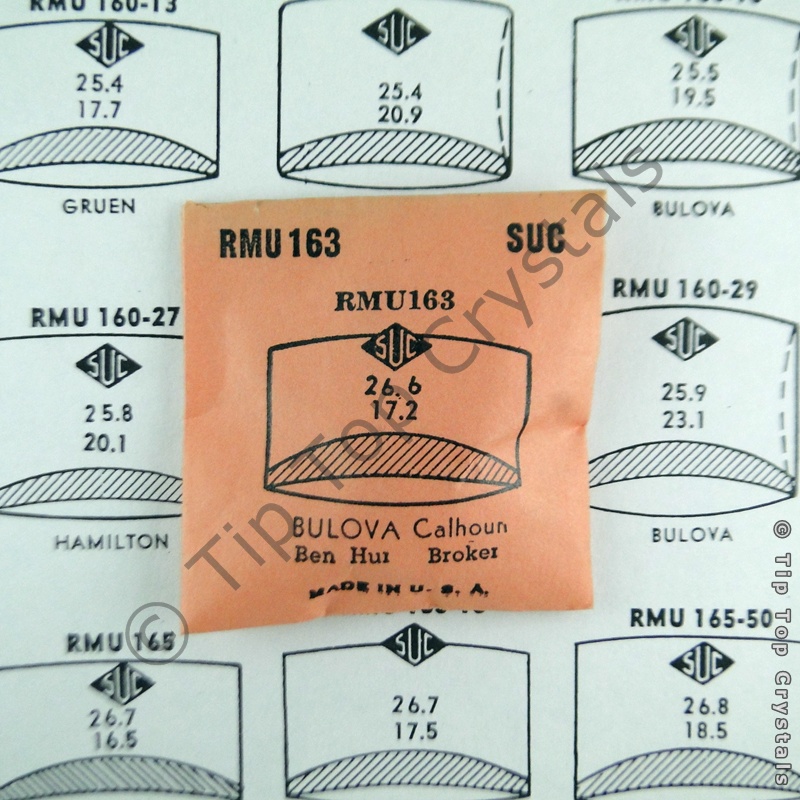 RMU 160-13
SUC
25.4
17.7
GRUEN
SUC
25.4
20.9
SUC
25.5
19.5
BULOVA
RMU 163 SUC
RMU163
SUC
26.6
17.2
BULOVA Calhoun
Ben Hur Broker
MADE IN U. S. A.
RMU 160-27
SUC
25.8
20.1
HAMILTON
RMU 160-29
SUC
25.9
23.1
BULOVA
RMU 165
SUC
26.7
16.5
SUC
26.7
17.5
RMU 165-50
SUC
26.8
18.5
© Tip Top Crystals
© Tip Top Crystals